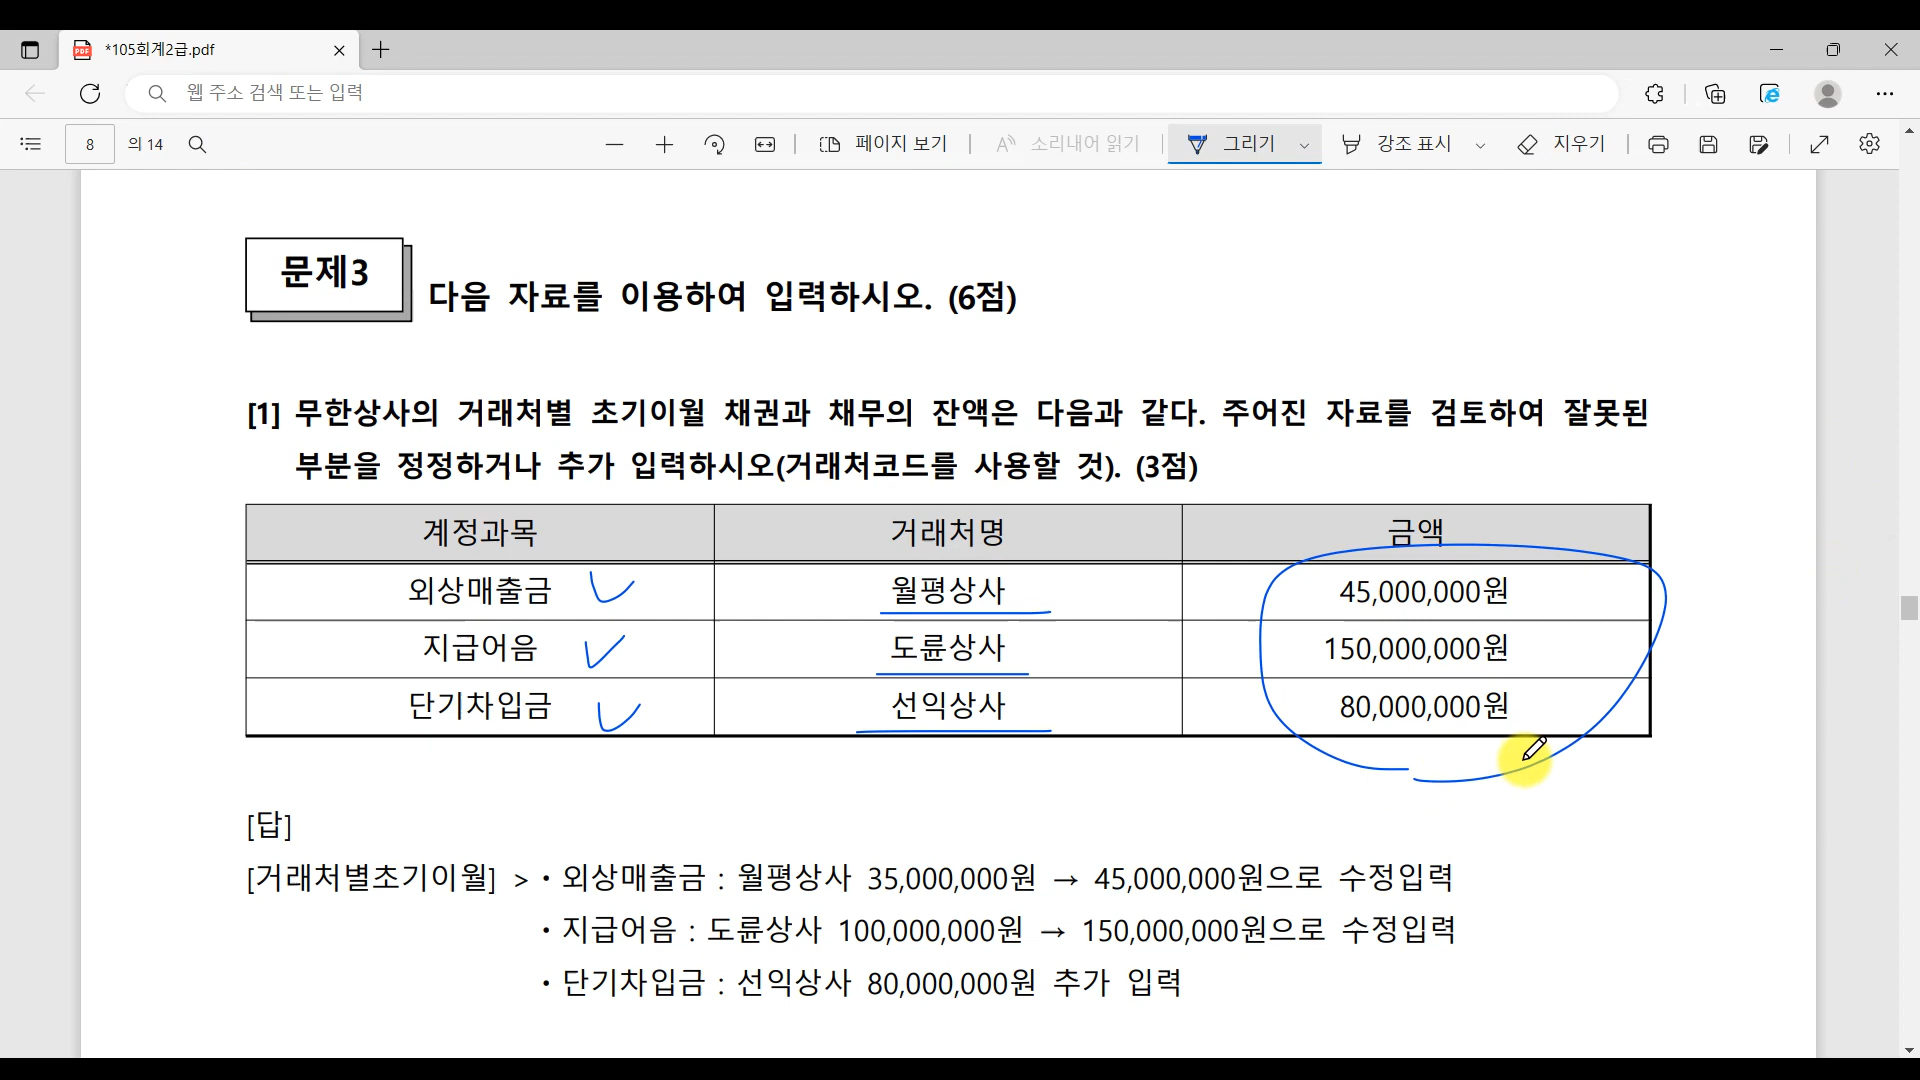 *105회계2급.pdf
웹 주소 검색 또는 입력
8 의 14 페이지 보기 소리내어 읽기 그리기 강조 표시 지우기
문제3 다음 자료를 이용하여 입력하시오. (6점)
[1] 무한상사의 거래처별 초기이월 채권과 채무의 잔액은 다음과 같다. 주어진 자료를 검토하여 잘못된
부분을 정정하거나 추가 입력하시오(거래처코드를 사용할 것). (3점)
계정과목 거래처명 금액
외상매출금 월평상사 45,000,000원
지급어음 도륜상사 150,000,000원
단기차입금 선익상사 80,000,000원
[답]
[거래처별초기이월] > · 외상매출금 : 월평상사 35,000,000원 → 45,000,000원으로 수정입력
· 지급어음 : 도륜상사 100,000,000원 → 150,000,000원으로 수정입력
· 단기차입금 : 선익상사 80,000,000원 추가 입력